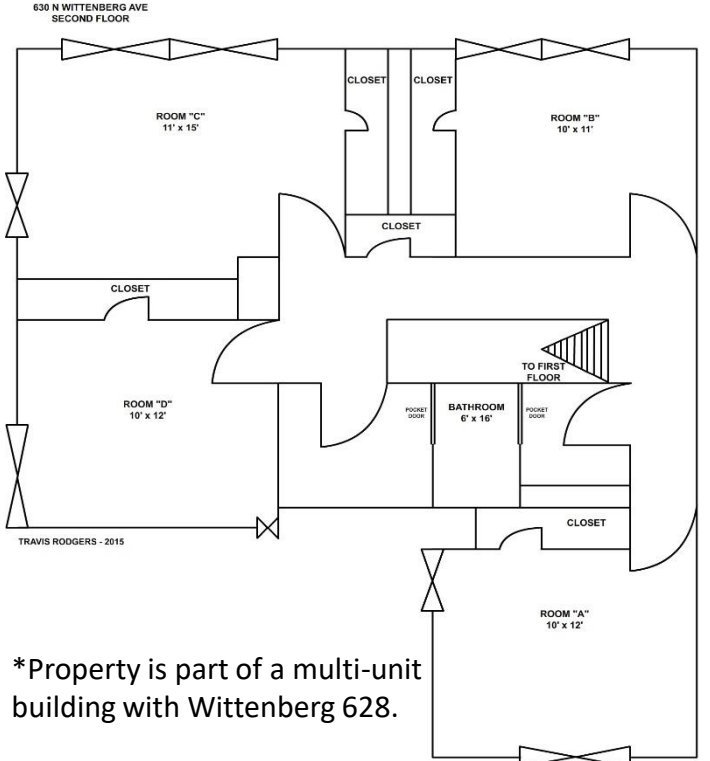 630 N WITTENBERG AVE
SECOND FLOOR
CLOSET
CLOSET
ROOM "C"
11' x 15'
ROOM "B"
10' x 11'
CLOSET
CLOSET
TO FIRST
FLOOR
ROOM "D"
10' x 12'
POCKET
DOOR
BATHROOM
6' x 16'
POCKET
DOOR
CLOSET
TRAVIS RODGERS - 2015
ROOM "A"
10' x 12'
*Property is part of a multi-unit
building with Wittenberg 628.